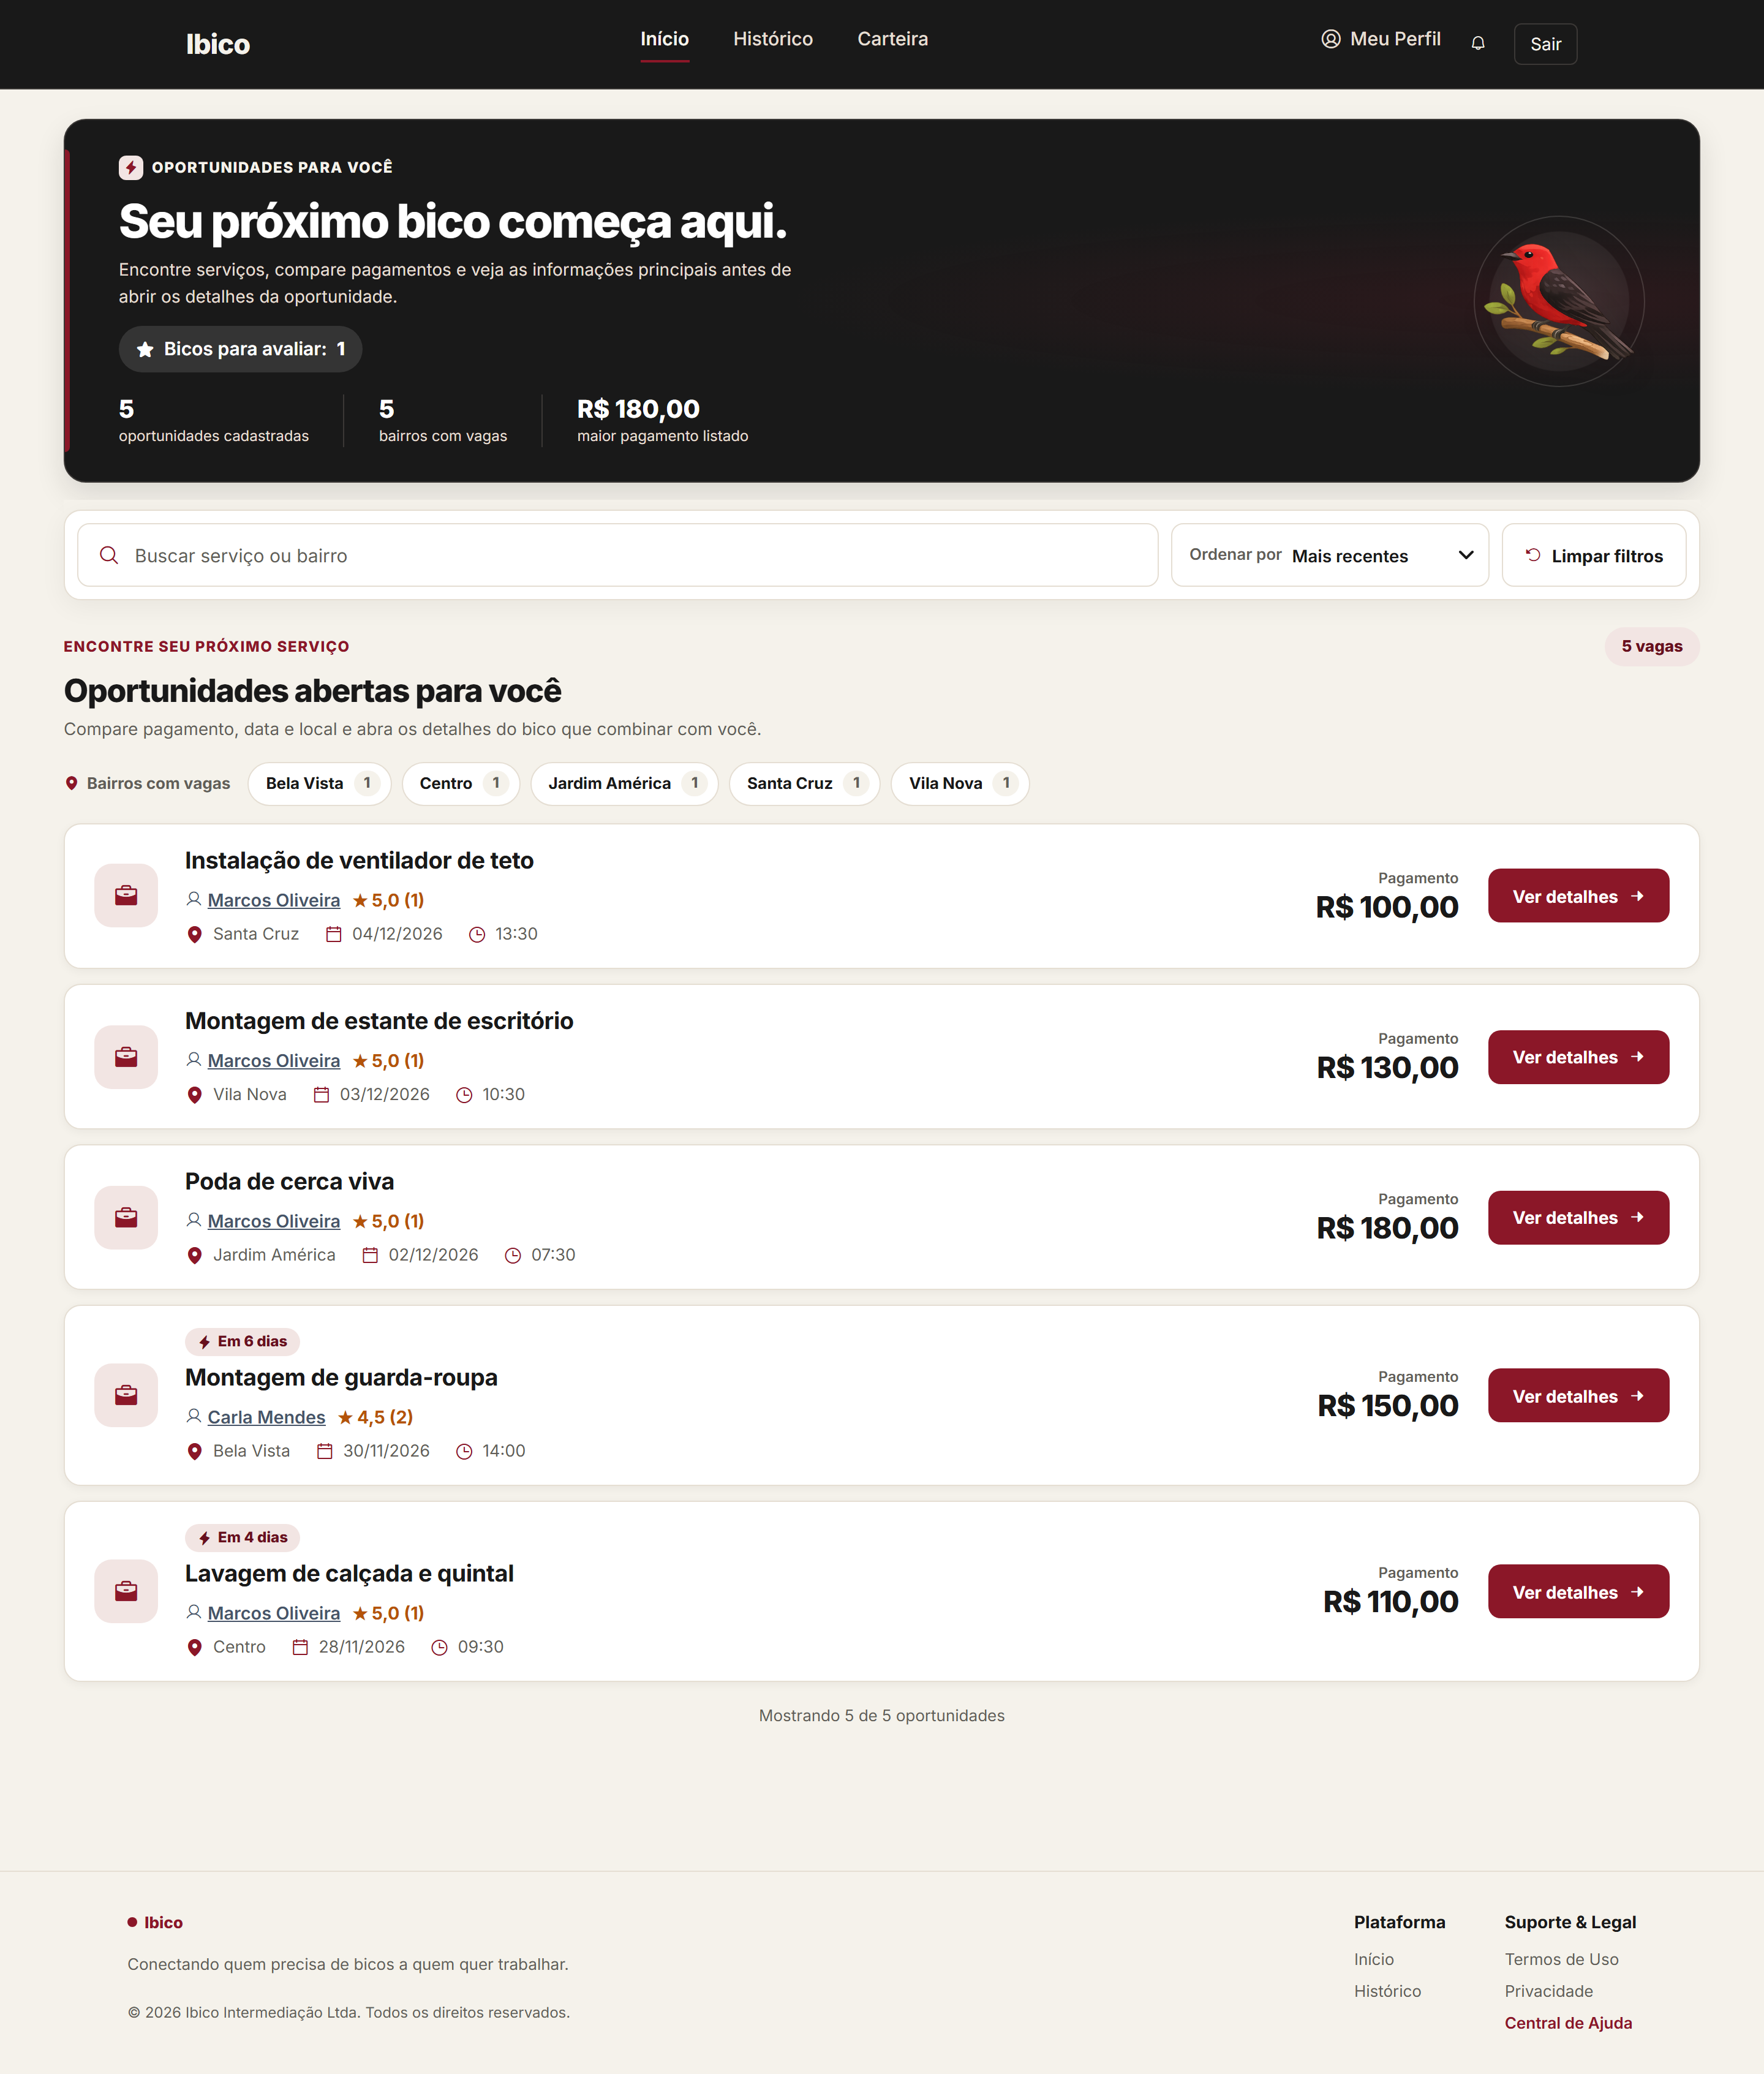 Ibico
Início
Histórico
Carteira
Meu Perfil
Sair
OPORTUNIDADES PARA VOCÊ
Seu próximo bico começa aqui.
Encontre serviços, compare pagamentos e veja as informações principais antes de
abrir os detalhes da oportunidade.
Bicos para avaliar: 1
5
oportunidades cadastradas
5
bairros com vagas
R$ 180,00
maior pagamento listado
Buscar serviço ou bairro
Ordenar por Mais recentes
Limpar filtros
ENCONTRE SEU PRÓXIMO SERVIÇO
5 vagas
Oportunidades abertas para você
Compare pagamento, data e local e abra os detalhes do bico que combinar com você.
Bairros com vagas
Bela Vista 1
Centro 1
Jardim América 1
Santa Cruz 1
Vila Nova 1
Instalação de ventilador de teto
Marcos Oliveira ★ 5,0 (1)
Santa Cruz 04/12/2026 13:30
Pagamento
R$ 100,00
Ver detalhes
Montagem de estante de escritório
Marcos Oliveira ★ 5,0 (1)
Vila Nova 03/12/2026 10:30
Pagamento
R$ 130,00
Ver detalhes
Poda de cerca viva
Marcos Oliveira ★ 5,0 (1)
Jardim América 02/12/2026 07:30
Pagamento
R$ 180,00
Ver detalhes
Em 6 dias
Montagem de guarda-roupa
Carla Mendes ★ 4,5 (2)
Bela Vista 30/11/2026 14:00
Pagamento
R$ 150,00
Ver detalhes
Em 4 dias
Lavagem de calçada e quintal
Marcos Oliveira ★ 5,0 (1)
Centro 28/11/2026 09:30
Pagamento
R$ 110,00
Ver detalhes
Mostrando 5 de 5 oportunidades
Ibico
Conectando quem precisa de bicos a quem quer trabalhar.
© 2026 Ibico Intermediação Ltda. Todos os direitos reservados.
Plataforma
Início
Histórico
Suporte & Legal
Termos de Uso
Privacidade
Central de Ajuda